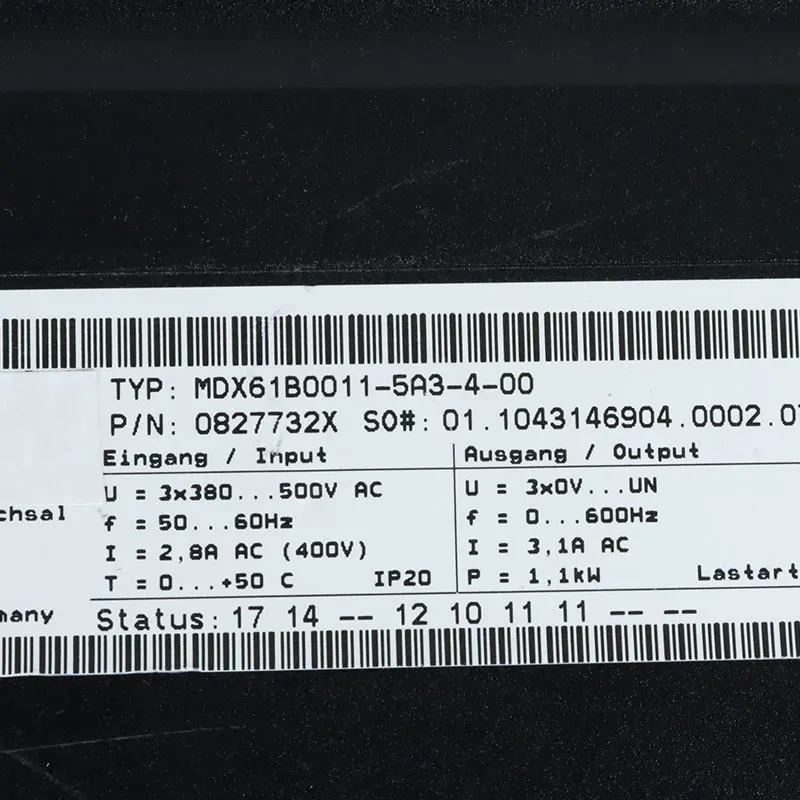 TYP: MDX61B0011-5A3-4-00
P/N: 0827732X SO#: 01.1043146904.0002.0
Eingang / Input
U = 3x380...500V AC
f = 50...60Hz
I = 2,8A AC (400V)
T = 0...+50 C IP20
Ausgang / Output
U = 3x0V...UN
f = 0...600Hz
I = 3,1A AC
P = 1,1kW Lastart
chsal
many
Status: 17 14 -- 12 10 11 11 -- --